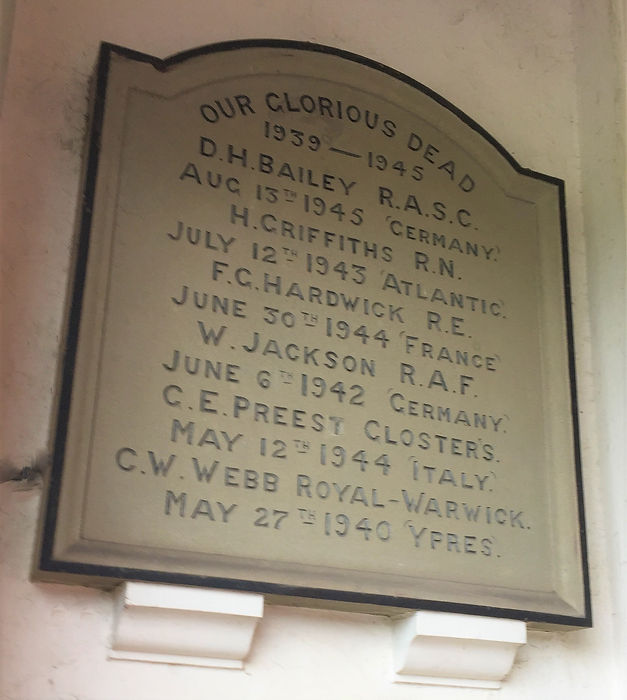 OUR GLORIOUS DEAD
1939 — 1945
D.H.BAILEY R.A.S.C.
AUG 13TH 1945 (GERMANY.)
H.GRIFFITHS R.N.
JULY 12TH 1943 (ATLANTIC.)
F.G.HARDWICK R.E.
JUNE 30TH 1944 (FRANCE)
W.JACKSON R.A.F.
JUNE 6TH 1942 (GERMANY.)
G.E.PREEST GLOSTER'S.
MAY 12TH 1944 (ITALY.)
C.W.WEBB ROYAL-WARWICK.
MAY 27TH 1940 (YPRES.)